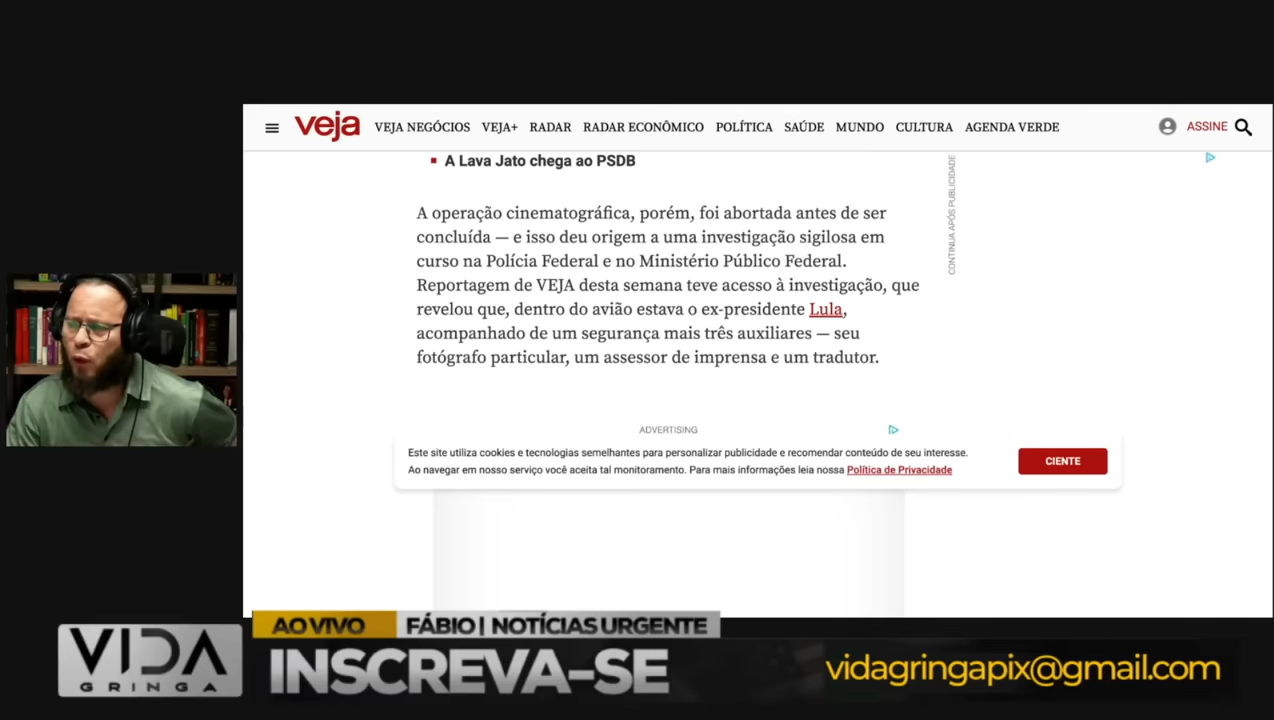 veja
VEJA NEGÓCIOS VEJA+ RADAR RADAR ECONÔMICO POLÍTICA SAÚDE MUNDO CULTURA AGENDA VERDE
ASSINE
A Lava Jato chega ao PSDB
CONTINUA APÓS PUBLICIDADE
A operação cinematográfica, porém, foi abortada antes de ser
concluída — e isso deu origem a uma investigação sigilosa em
curso na Polícia Federal e no Ministério Público Federal.
Reportagem de VEJA desta semana teve acesso à investigação, que
revelou que, dentro do avião estava o ex-presidente Lula,
acompanhado de um segurança mais três auxiliares — seu
fotógrafo particular, um assessor de imprensa e um tradutor.
ADVERTISING
Este site utiliza cookies e tecnologias semelhantes para personalizar publicidade e recomendar conteúdo de seu interesse.
Ao navegar em nosso serviço você aceita tal monitoramento. Para mais informações leia nossa Política de Privacidade
CIENTE
AO VIVO FÁBIO | NOTÍCIAS URGENTE
VIDA
GRINGA
INSCREVA-SE
vidagringapix@gmail.com